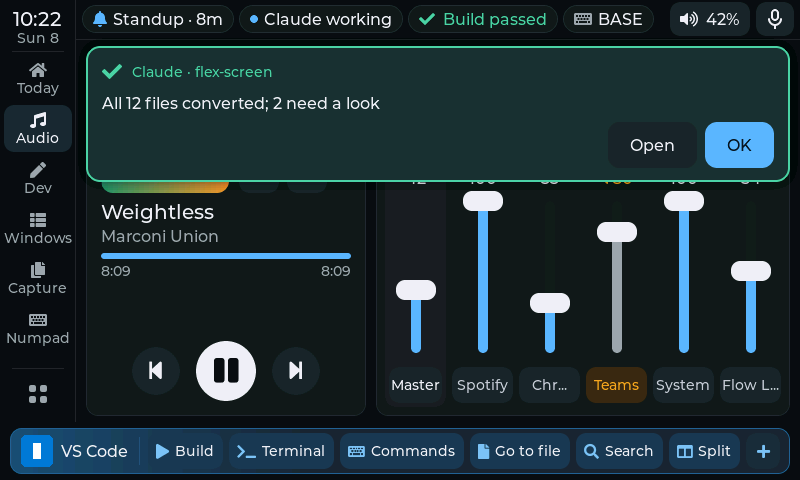 10:22
Sun 8
Standup · 8m
Claude working
Build passed
BASE
42%
Today
Audio
Dev
Windows
Capture
Numpad
Claude · flex-screen
All 12 files converted; 2 need a look
Open
OK
Weightless
Marconi Union
8:09
8:09
Master
Spotify
Chr...
Teams
System
Flow L...
VS Code
Build
Terminal
Commands
Go to file
Search
Split